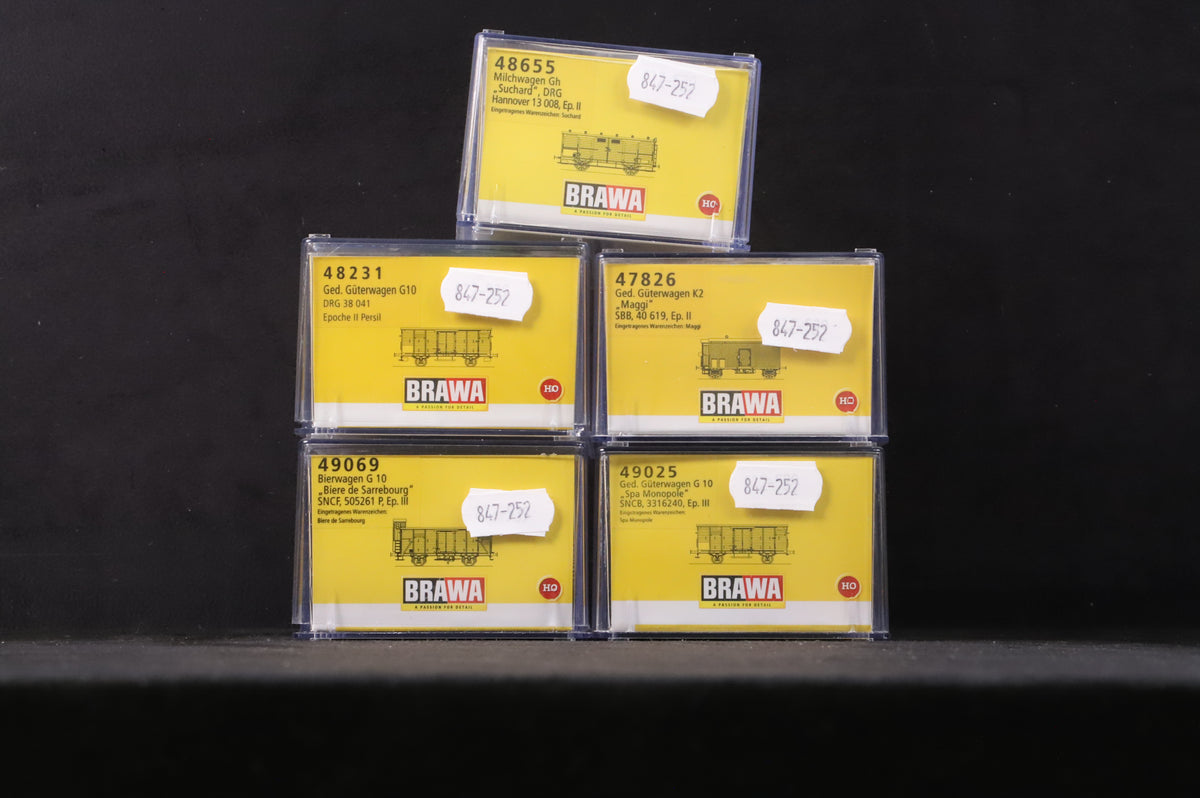 48655
Milchwagen Gh
„Suchard“, DRG
Hannover 13 008, Ep. II
Eingetragenes Warenzeichen: Suchard
847-252
BRAWA
A PASSION FOR DETAIL
H0
48231
Ged. Güterwagen G10
DRG 38 041
Epoche II Persil
847-252
BRAWA
A PASSION FOR DETAIL
H0
47826
Ged. Güterwagen K2
„Maggi“
SBB, 40 619, Ep. II
Eingetragenes Warenzeichen: Maggi
847-252
BRAWA
A PASSION FOR DETAIL
H0
49069
Bierwagen G 10
„Biere de Sarrebourg“
SNCF, 505261 P, Ep. III
Eingetragenes Warenzeichen:
Biere de Sarrebourg
847-252
BRAWA
A PASSION FOR DETAIL
H0
49025
Ged. Güterwagen G 10
„Spa Monopole“
SNCB, 3316240, Ep. III
Eingetragenes Warenzeichen:
Spa Monopole
847-252
BRAWA
A PASSION FOR DETAIL
H0